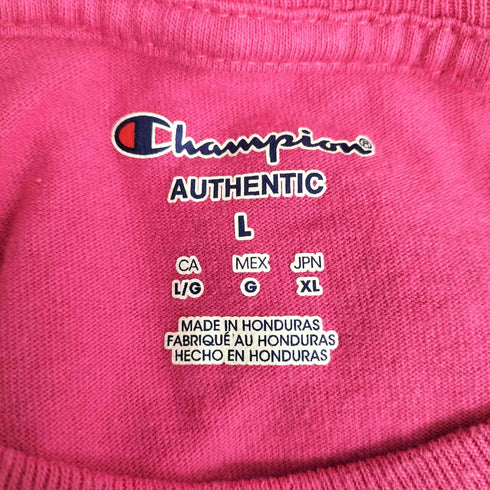 Champion®
AUTHENTIC
L
CA MEX JPN
L/G G XL
MADE IN HONDURAS
FABRIQUÉ AU HONDURAS
HECHO EN HONDURAS